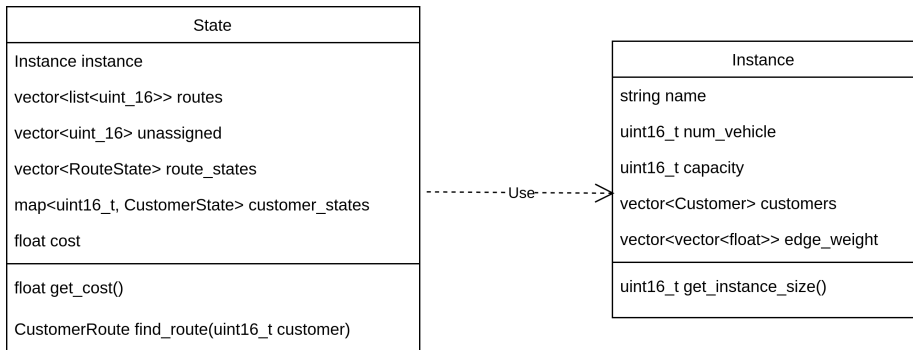 State
Instance instance
vector<list<uint_16>> routes
vector<uint_16> unassigned
vector<RouteState> route_states
map<uint16_t, CustomerState> customer_states
float cost
float get_cost()
CustomerRoute find_route(uint16_t customer)
Use
Instance
string name
uint16_t num_vehicle
uint16_t capacity
vector<Customer> customers
vector<vector<float>> edge_weight
uint16_t get_instance_size()